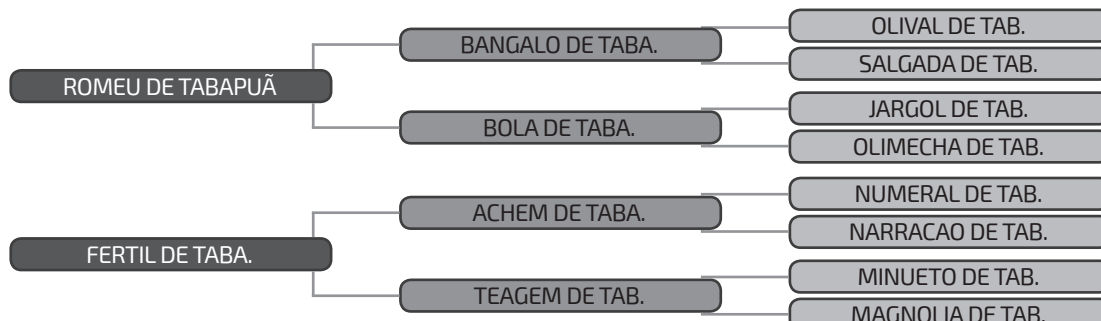 OLIVAL DE TAB.
BANGALO DE TABA.
SALGADA DE TAB.
ROMEU DE TABAPUÃ
JARGOL DE TAB.
BOLA DE TABA.
OLIMECHA DE TAB.
NUMERAL DE TAB.
ACHEM DE TABA.
NARRACAO DE TAB.
FERTIL DE TABA.
MINUETO DE TAB.
TEAGEM DE TAB.
MAGNOLIA DE TAB.